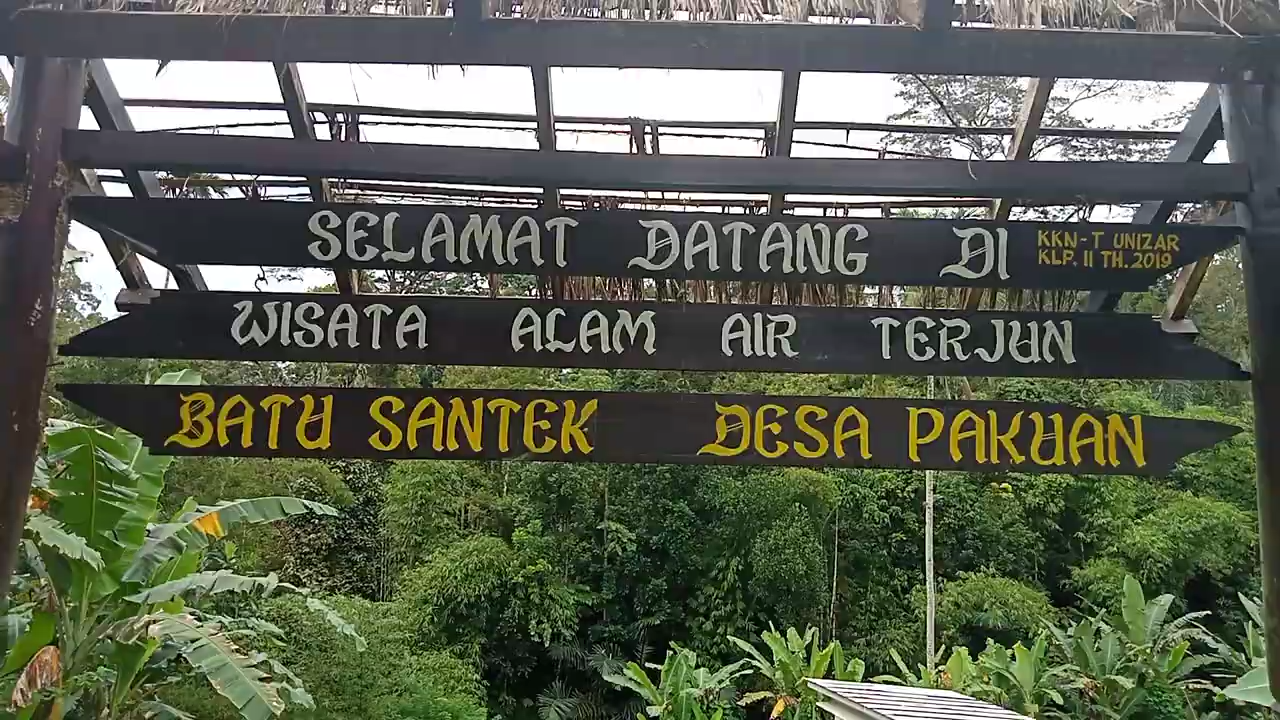 SELAMAT DATANG DI
KKN-T UNIZAR
KLP. II TH.2019
WISATA ALAM AIR TERJUN
BATU SANTEK DESA PAKUAN